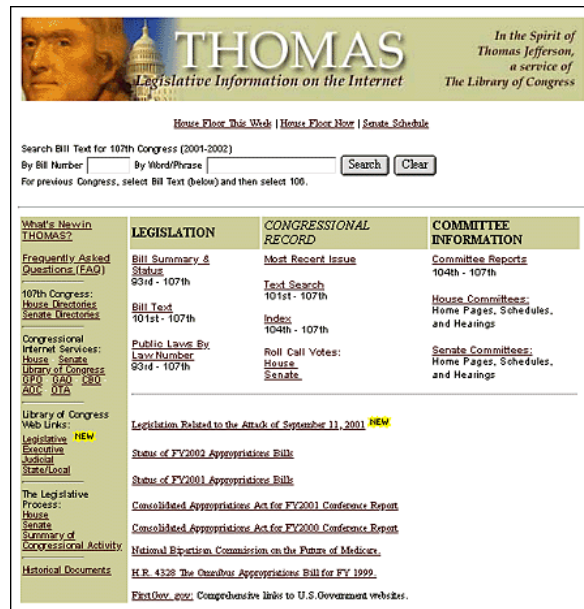 THOMAS
Legislative Information on the Internet
In the Spirit of
Thomas Jefferson,
a service of
The Library of Congress
House Floor This Week | House Floor Now | Senate Schedule
Search Bill Text for 107th Congress (2001-2002)
By Bill Number By Word/Phrase Search Clear
For previous Congress, select Bill Text (below) and then select 106.
What's New in
THOMAS?
Frequently Asked
Questions (FAQ)
107th Congress:
House Directories
Senate Directories
Congressional
Internet Services:
House Senate
Library of Congress
GPO GAO CBO
AOC OTA
Library of Congress
Web Links:
Legislative NEW
Executive
Judicial
State/Local
The Legislative
Process:
House
Senate
Summary of
Congressional Activity
Historical Documents
LEGISLATION
Bill Summary &
Status
93rd - 107th
Bill Text
101st - 107th
Public Laws By
Law Number
93rd - 107th
CONGRESSIONAL
RECORD
Most Recent Issue
Text Search
101st - 107th
Index
104th - 107th
Roll Call Votes:
House
Senate
COMMITTEE
INFORMATION
Committee Reports
104th - 107th
House Committees:
Home Pages, Schedules,
and Hearings
Senate Committees:
Home Pages, Schedules,
and Hearings
Legislation Related to the Attack of September 11, 2001 NEW
Status of FY2002 Appropriations Bills
Status of FY2001 Appropriations Bills
Consolidated Appropriations Act for FY2001 Conference Report
Consolidated Appropriations Act for FY2000 Conference Report
National Bipartisan Commission on the Future of Medicare.
H.R. 4328 The Omnibus Appropriations Bill for FY 1999.
FirstGov.gov: Comprehensive links to U.S.Government websites.